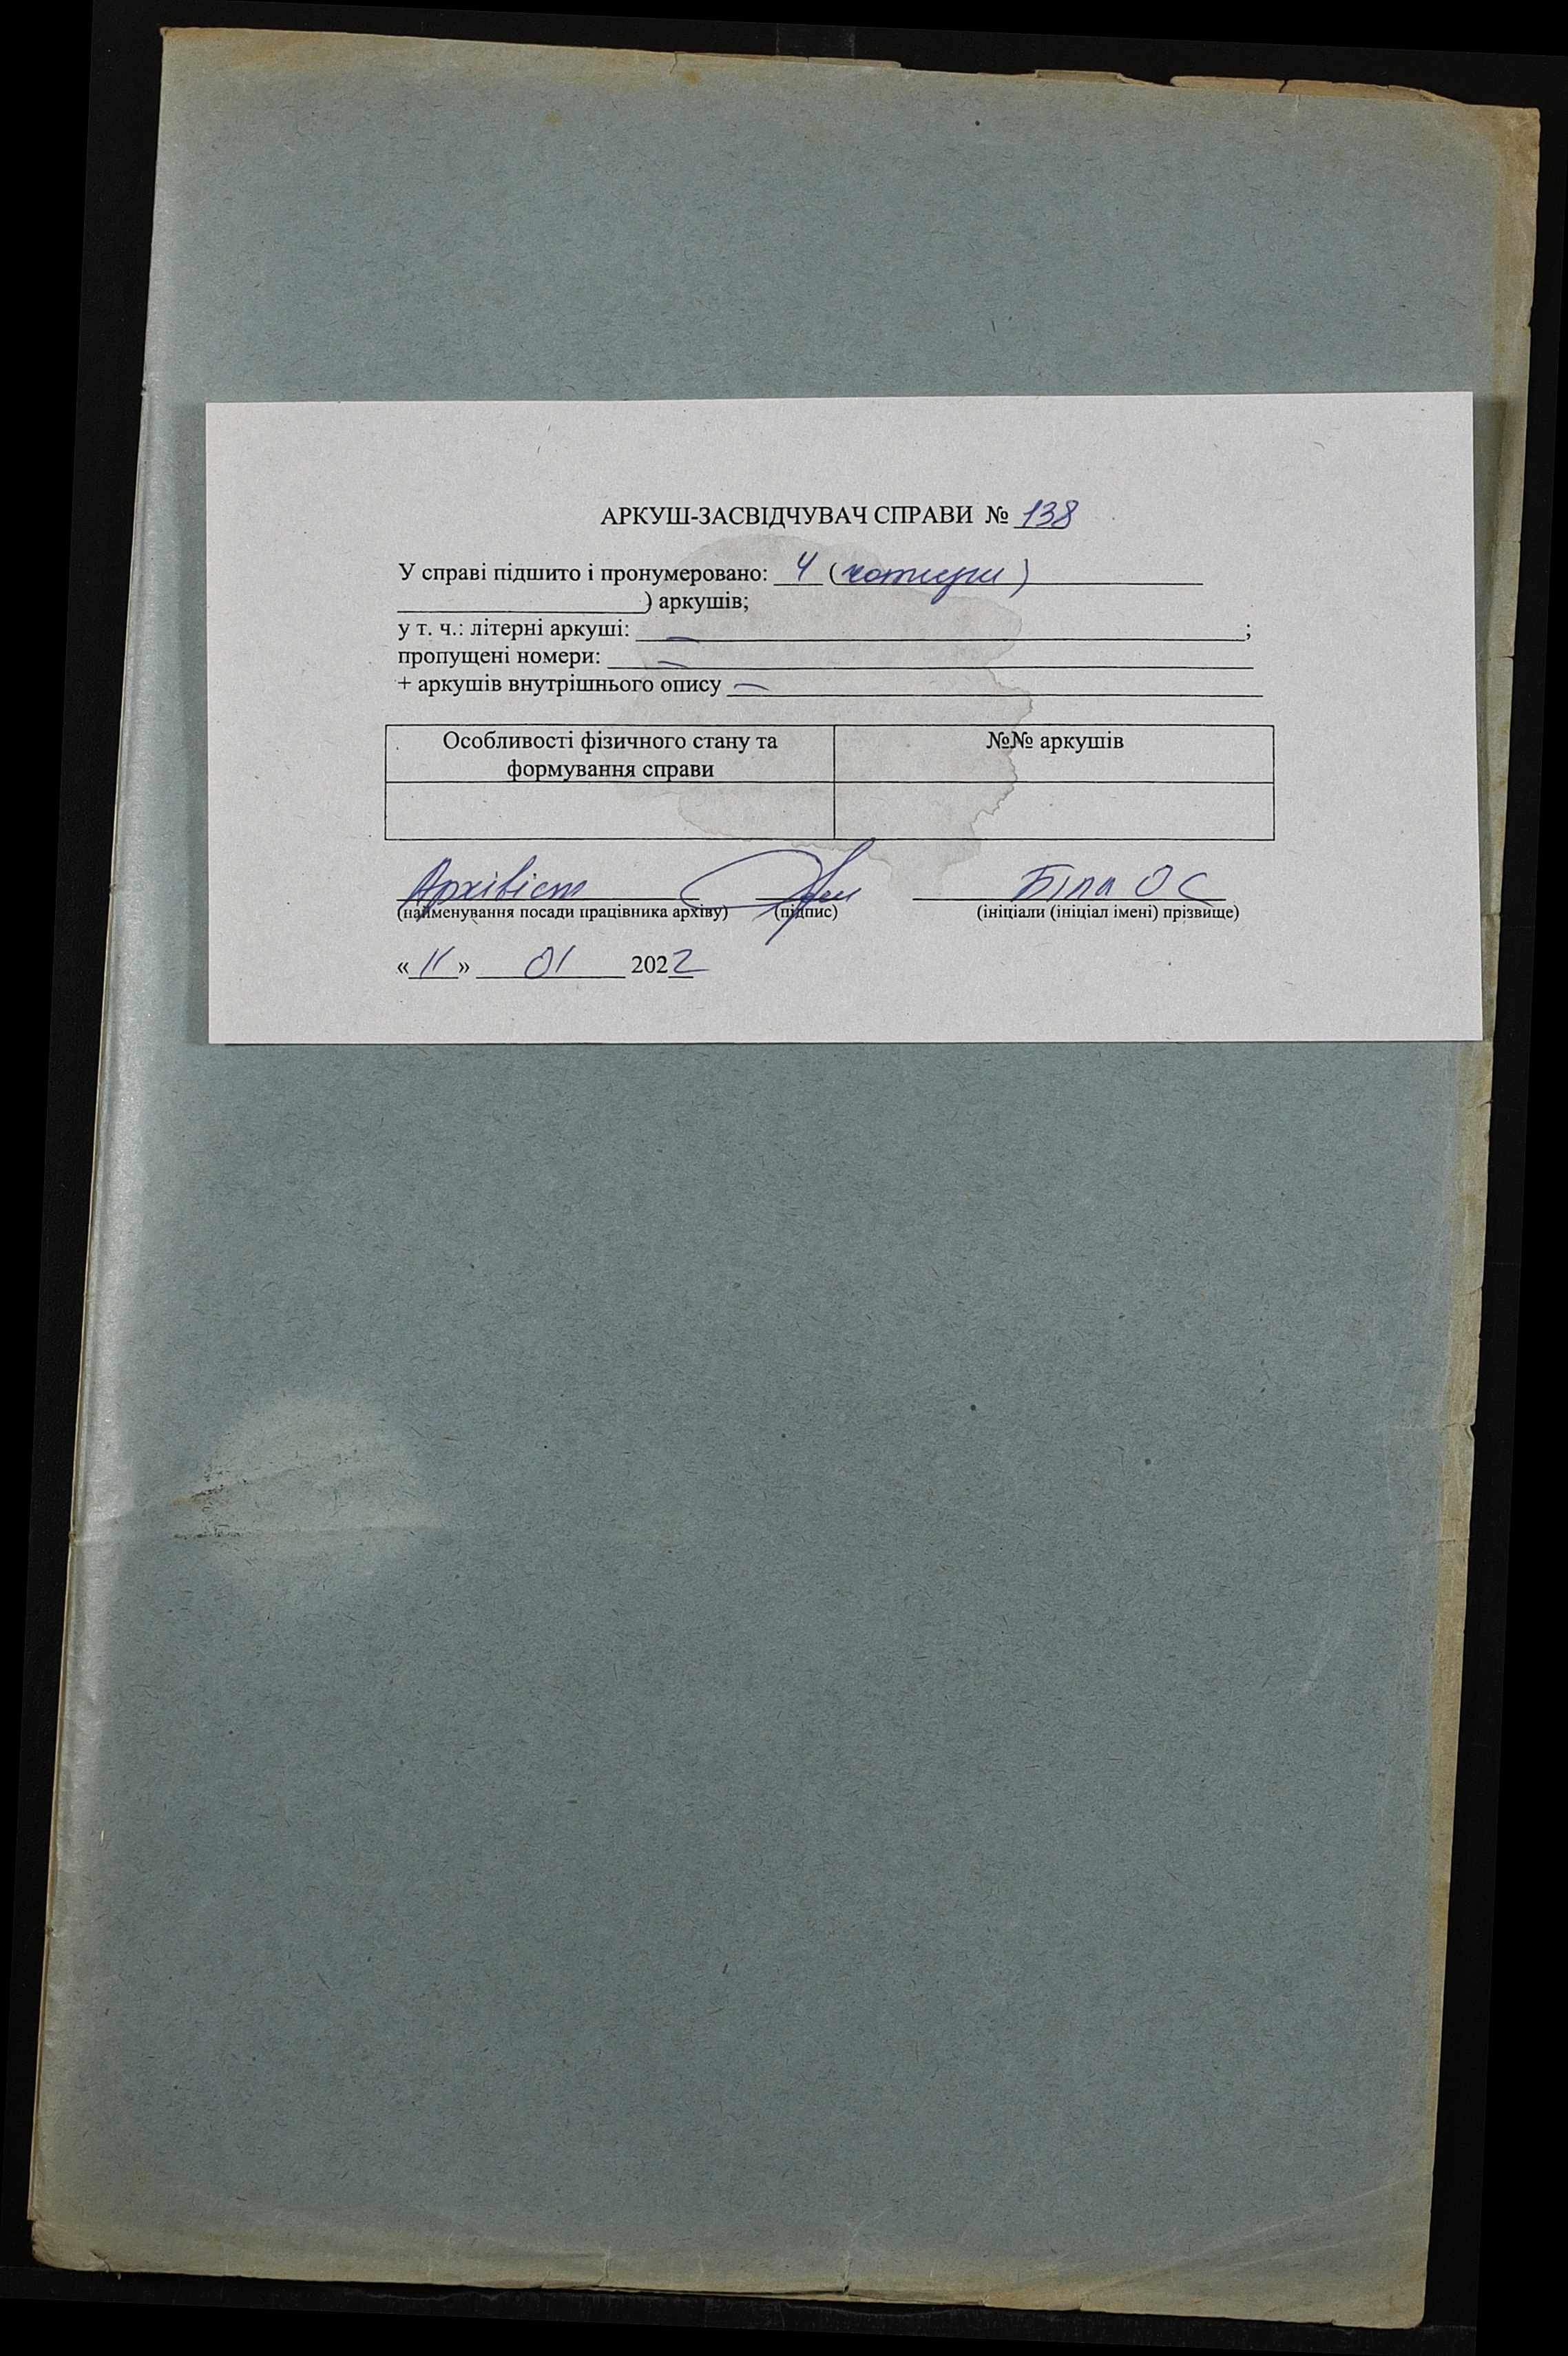 АРКУШ-ЗАСВІДЧУВАЧ СПРАВИ № 138
У справі підшито і пронумеровано: 4 (чотири)
) аркушів;
у т. ч.: літерні аркуші: — ;
пропущені номери: —
+ аркушів внутрішнього опису —
Особливості фізичного стану та формування справи
№№ аркушів
Архівіст Біла О С
(найменування посади працівника архіву) (підпис) (ініціали (ініціал імені) прізвище)
«11» 01 2022